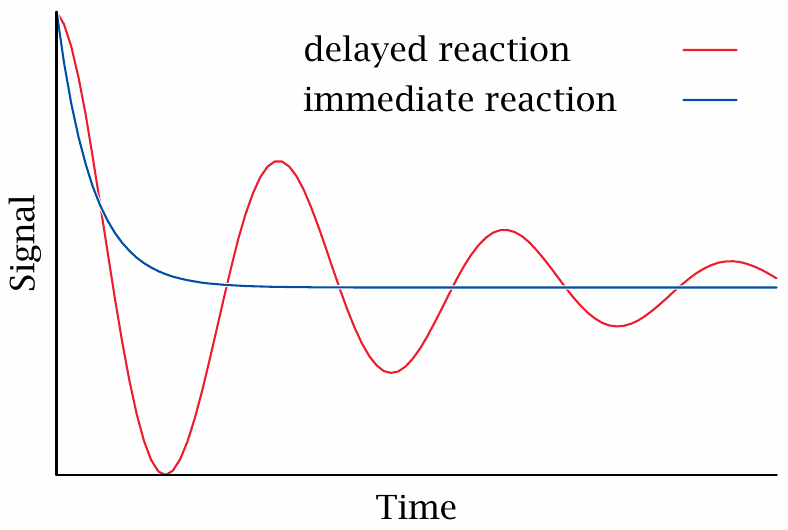 delayed reaction
immediate reaction
Signal
Time